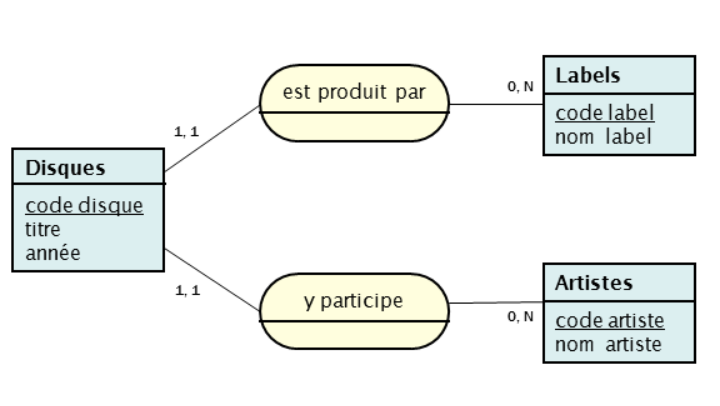 est produit par
0, N
Labels
code label
nom label
1, 1
Disques
code disque
titre
année
1, 1
y participe
0, N
Artistes
code artiste
nom artiste